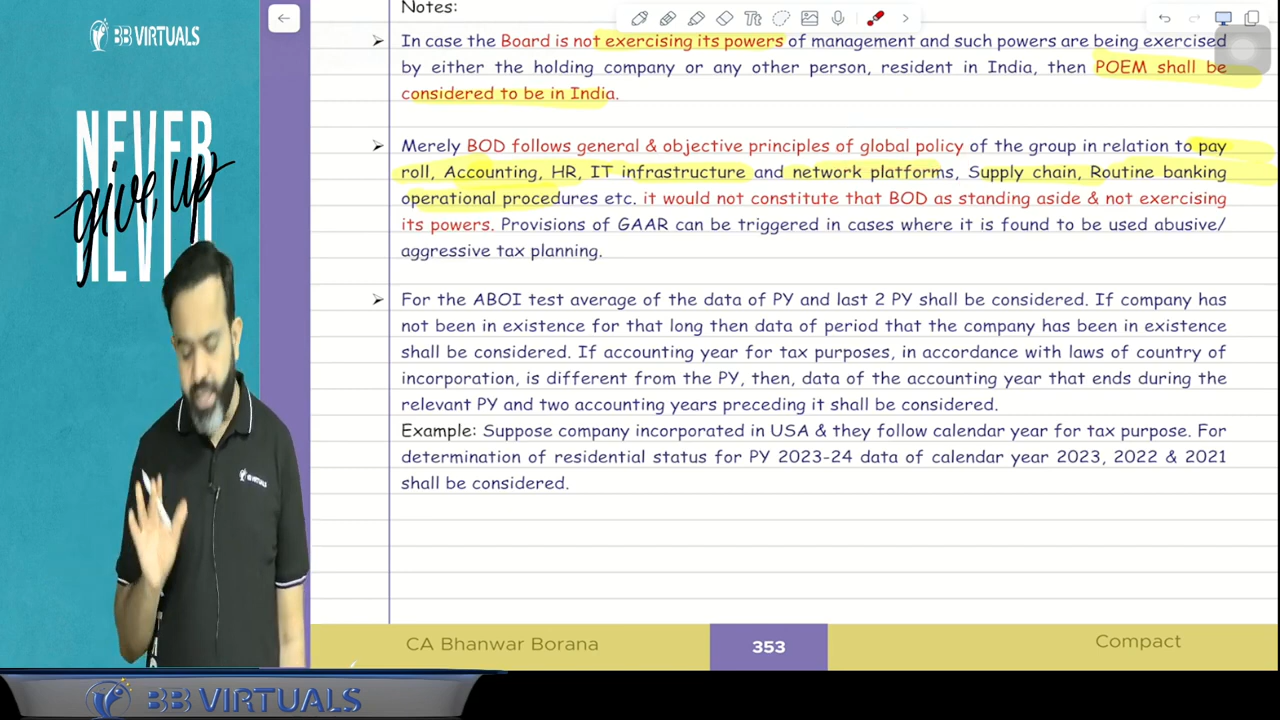 BB VIRTUALS
NEVER
give up
NEVER
Notes:
➢ In case the Board is not exercising its powers of management and such powers are being exercised
by either the holding company or any other person, resident in India, then POEM shall be
considered to be in India.
➢ Merely BOD follows general & objective principles of global policy of the group in relation to pay
roll, Accounting, HR, IT infrastructure and network platforms, Supply chain, Routine banking
operational procedures etc. it would not constitute that BOD as standing aside & not exercising
its powers. Provisions of GAAR can be triggered in cases where it is found to be used abusive/
aggressive tax planning.
➢ For the ABOI test average of the data of PY and last 2 PY shall be considered. If company has
not been in existence for that long then data of period that the company has been in existence
shall be considered. If accounting year for tax purposes, in accordance with laws of country of
incorporation, is different from the PY, then, data of the accounting year that ends during the
relevant PY and two accounting years preceding it shall be considered.
Example: Suppose company incorporated in USA & they follow calendar year for tax purpose. For
determination of residential status for PY 2023-24 data of calendar year 2023, 2022 & 2021
shall be considered.
BB VIRTUALS
CA Bhanwar Borana
353
Compact
BB VIRTUALS